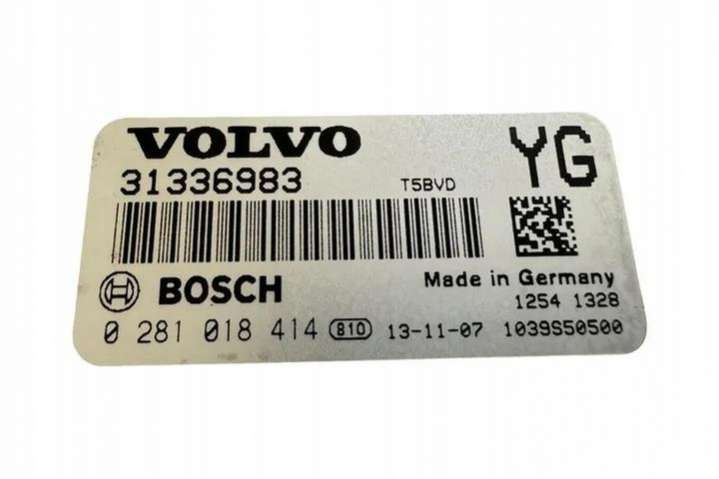 VOLVO YG
31336983 T5BVD
BOSCH Made in Germany
1254 1328
0 281 018 414 810 13-11-07 1039S50500